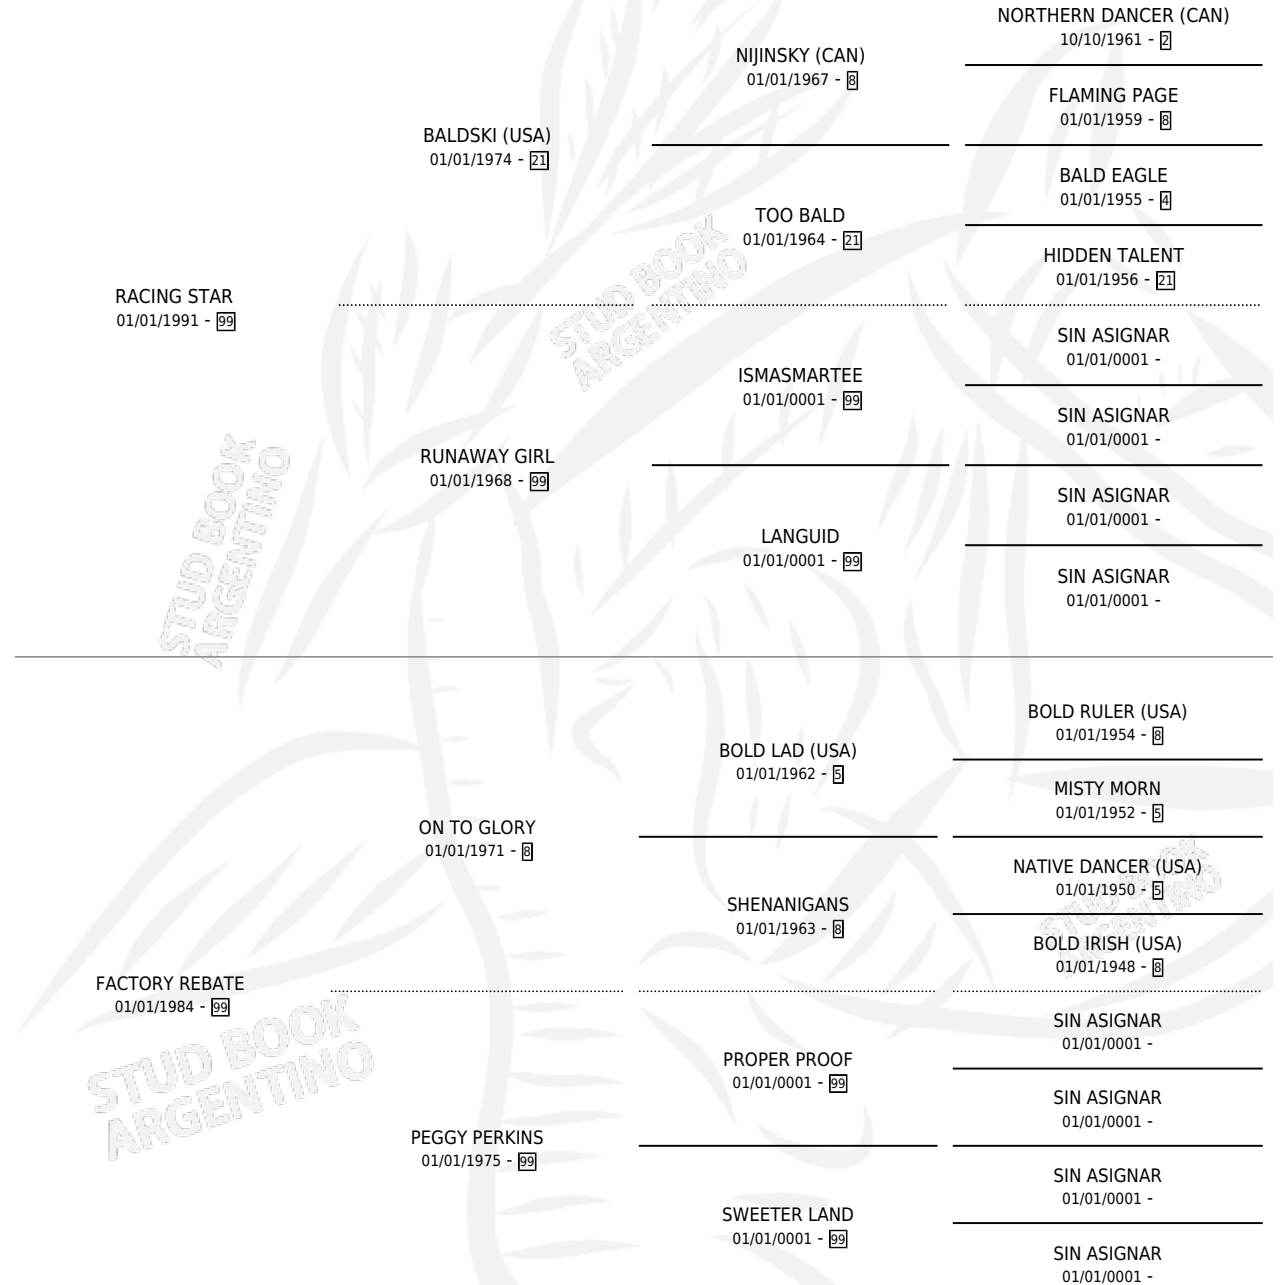 NORTHERN DANCER (CAN)
10/10/1961 - 2
NIJINSKY (CAN)
01/01/1967 - 8
FLAMING PAGE
01/01/1959 - 8
BALDSKI (USA)
01/01/1974 - 21
BALD EAGLE
01/01/1955 - 4
TOO BALD
01/01/1964 - 21
HIDDEN TALENT
01/01/1956 - 21
RACING STAR
01/01/1991 - 99
STUD BOOK
ARGENTINO
SIN ASIGNAR
01/01/0001 -
ISMASMARTEE
01/01/0001 - 99
SIN ASIGNAR
01/01/0001 -
RUNAWAY GIRL
01/01/1968 - 99
SIN ASIGNAR
01/01/0001 -
LANGUID
01/01/0001 - 99
SIN ASIGNAR
01/01/0001 -
STUD BOOK
ARGENTINO
BOLD RULER (USA)
01/01/1954 - 8
BOLD LAD (USA)
01/01/1962 - 5
MISTY MORN
01/01/1952 - 5
ON TO GLORY
01/01/1971 - 8
NATIVE DANCER (USA)
01/01/1950 - 5
SHENANIGANS
01/01/1963 - 8
STUD BOOK
ARGENTINO
BOLD IRISH (USA)
01/01/1948 - 8
FACTORY REBATE
01/01/1984 - 99
SIN ASIGNAR
01/01/0001 -
PROPER PROOF
01/01/0001 - 99
STUD BOOK
ARGENTINO
SIN ASIGNAR
01/01/0001 -
PEGGY PERKINS
01/01/1975 - 99
SIN ASIGNAR
01/01/0001 -
SWEETER LAND
01/01/0001 - 99
SIN ASIGNAR
01/01/0001 -